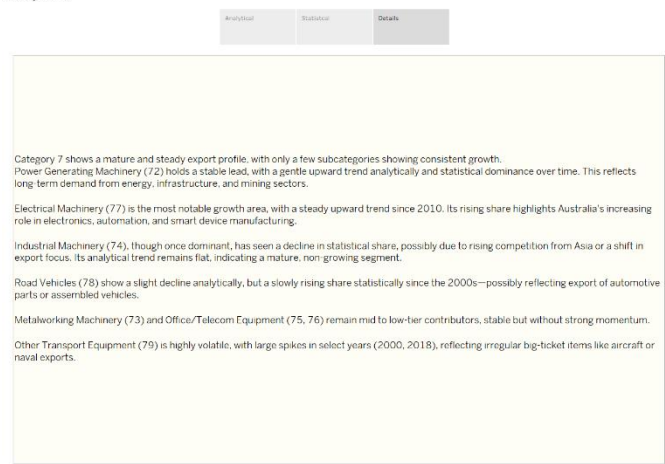 Analytical
Statistical
Details
Category 7 shows a mature and steady export profile, with only a few subcategories showing consistent growth.
Power Generating Machinery (72) holds a stable lead, with a gentle upward trend analytically and statistical dominance over time. This reflects
long-term demand from energy, infrastructure, and mining sectors.
Electrical Machinery (77) is the most notable growth area, with a steady upward trend since 2010. Its rising share highlights Australia's increasing
role in electronics, automation, and smart device manufacturing.
Industrial Machinery (74), though once dominant, has seen a decline in statistical share, possibly due to rising competition from Asia or a shift in
export focus. Its analytical trend remains flat, indicating a mature, non-growing segment.
Road Vehicles (78) show a slight decline analytically, but a slowly rising share statistically since the 2000s—possibly reflecting export of automotive
parts or assembled vehicles.
Metalworking Machinery (73) and Office/Telecom Equipment (75, 76) remain mid to low-tier contributors, stable but without strong momentum.
Other Transport Equipment (79) is highly volatile, with large spikes in select years (2000, 2018), reflecting irregular big-ticket items like aircraft or
naval exports.